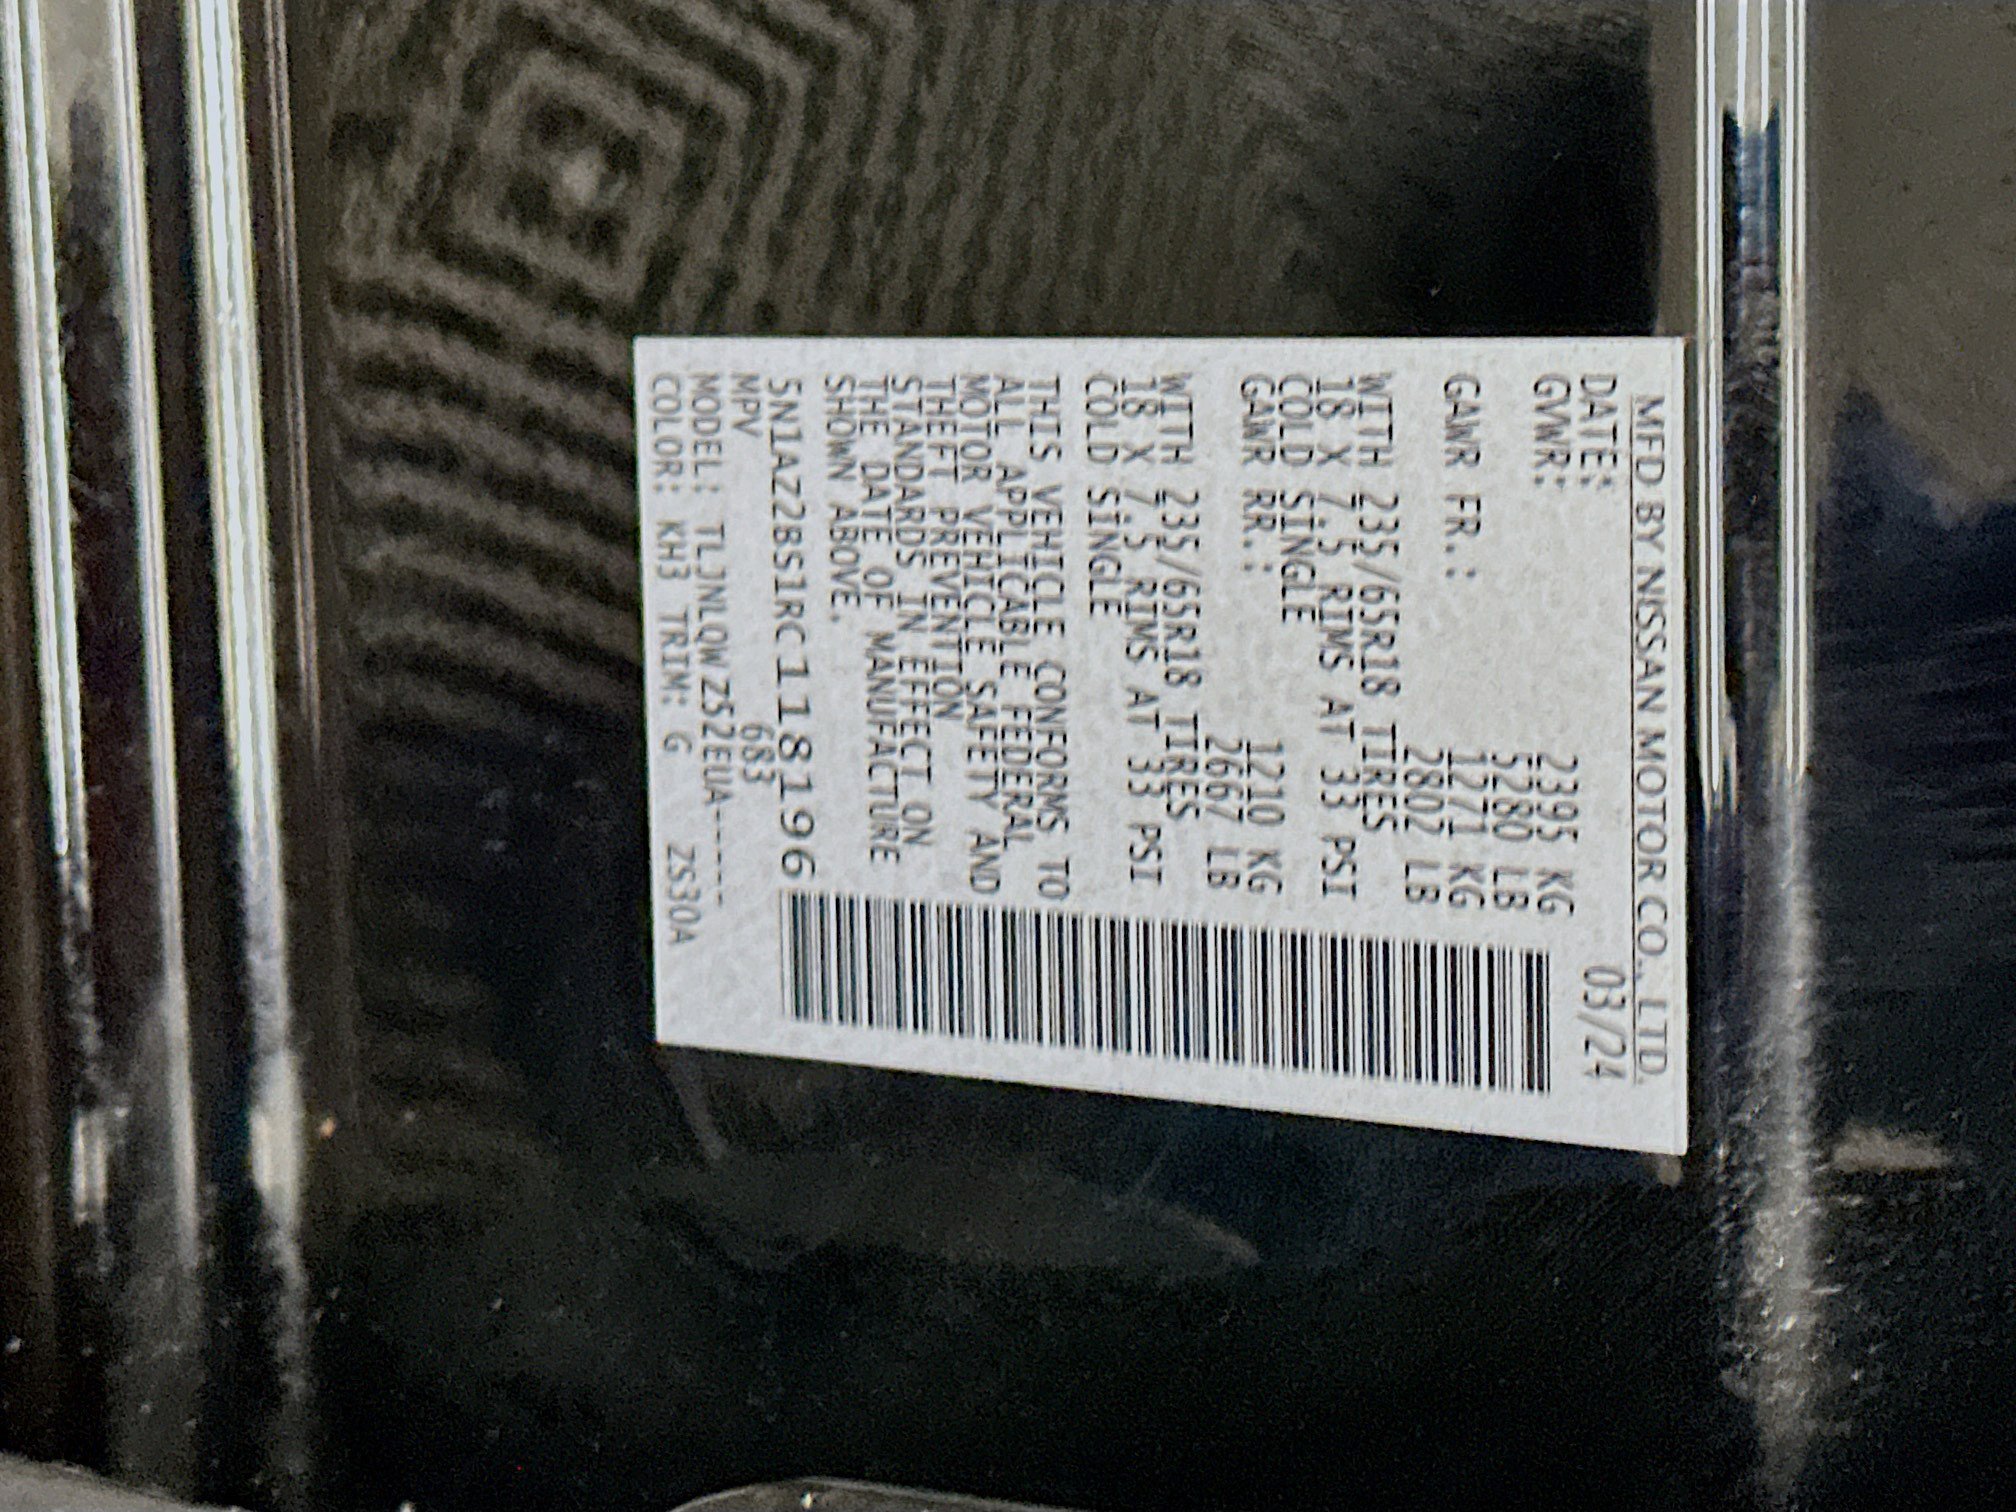 MFD BY NISSAN MOTOR CO., LTD.
DATE: 03/24
GVWR: 2395 KG
5280 LB
GAWR FR.: 1271 KG
2802 LB
WITH 235/65R18 TIRES
18 X 7.5 RIMS AT 33 PSI
COLD SINGLE
GAWR RR.: 1210 KG
2667 LB
WITH 235/65R18 TIRES
18 X 7.5 RIMS AT 33 PSI
COLD SINGLE
THIS VEHICLE CONFORMS TO
ALL APPLICABLE FEDERAL
MOTOR VEHICLE SAFETY AND
THEFT PREVENTION
STANDARDS IN EFFECT ON
THE DATE OF MANUFACTURE
SHOWN ABOVE.
5N1AZ2BS1RC118196
MPV 683
MODEL: TLJNLQWZS2EUA-----
COLOR: KH3 TRIM: G ZS30A